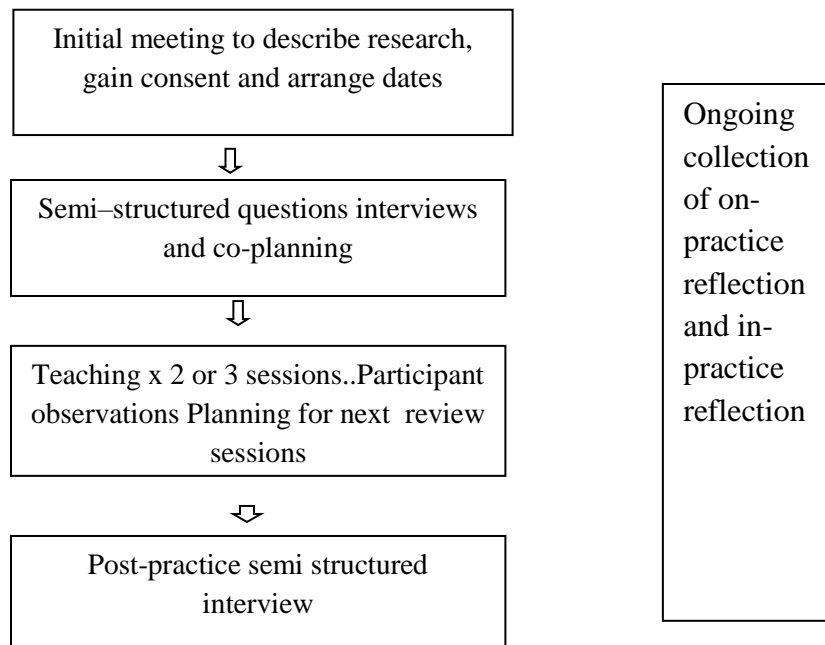 Initial meeting to describe research,
gain consent and arrange dates
Semi–structured questions interviews
and co-planning
Teaching x 2 or 3 sessions..Participant
observations Planning for next  review
sessions
Post-practice semi structured
interview
Ongoing
collection
of on-
practice
reflection
and in-
practice
reflection